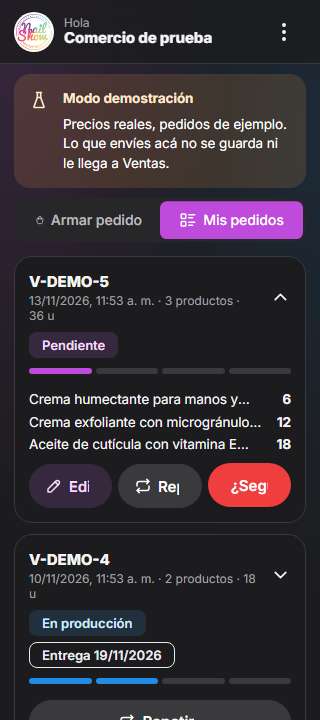 Nail
Show
Hola
Comercio de prueba
Modo demostración
Precios reales, pedidos de ejemplo.
Lo que envíes acá no se guarda ni
le llega a Ventas.
Armar pedido
Mis pedidos
V-DEMO-5
13/11/2026, 11:53 a. m. · 3 productos ·
36 u
Pendiente
Crema humectante para manos y... 6
Crema exfoliante con microgránulo... 12
Aceite de cutícula con vitamina E... 18
Edi
Re
¿Seg
V-DEMO-4
10/11/2026, 11:53 a. m. · 2 productos · 18
u
En producción
Entrega 19/11/2026
Repetir